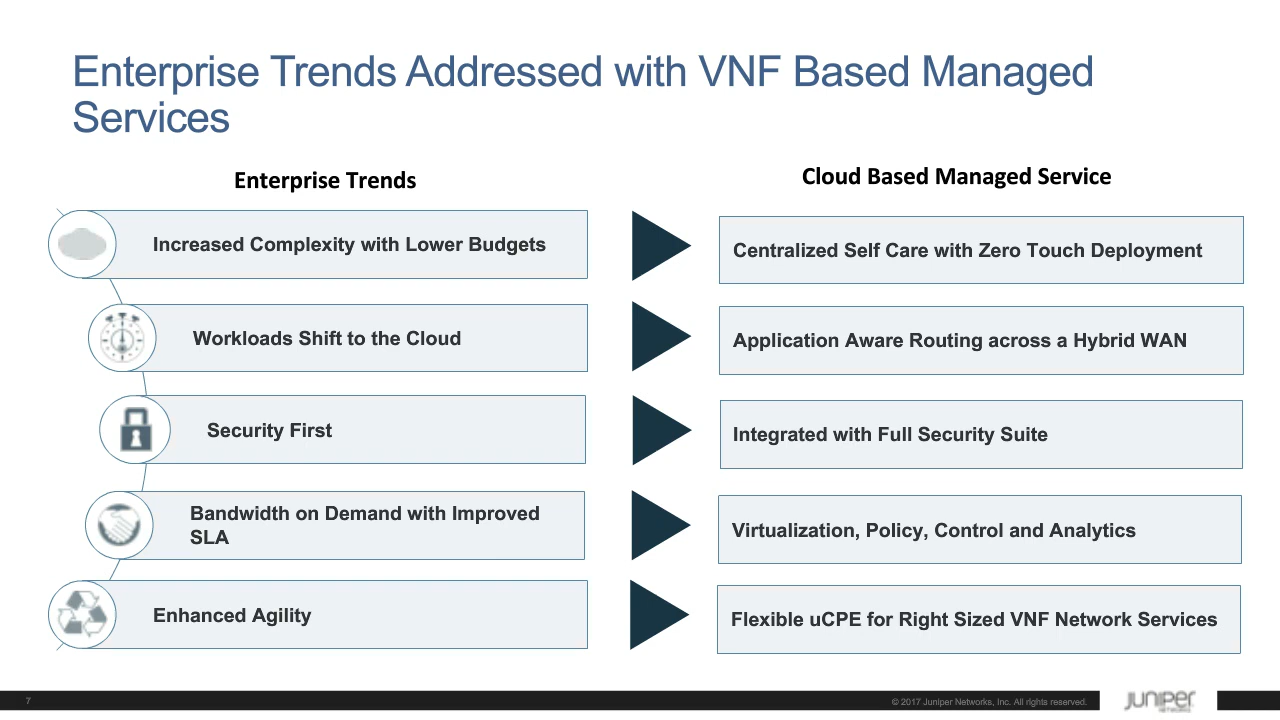 Enterprise Trends Addressed with VNF Based Managed
Services
Enterprise Trends
Cloud Based Managed Service
Increased Complexity with Lower Budgets
Centralized Self Care with Zero Touch Deployment
Workloads Shift to the Cloud
Application Aware Routing across a Hybrid WAN
Security First
Integrated with Full Security Suite
Bandwidth on Demand with Improved
SLA
Virtualization, Policy, Control and Analytics
Enhanced Agility
Flexible uCPE for Right Sized VNF Network Services
7
© 2017 Juniper Networks, Inc. All rights reserved.
JUNIPER
NETWORKS